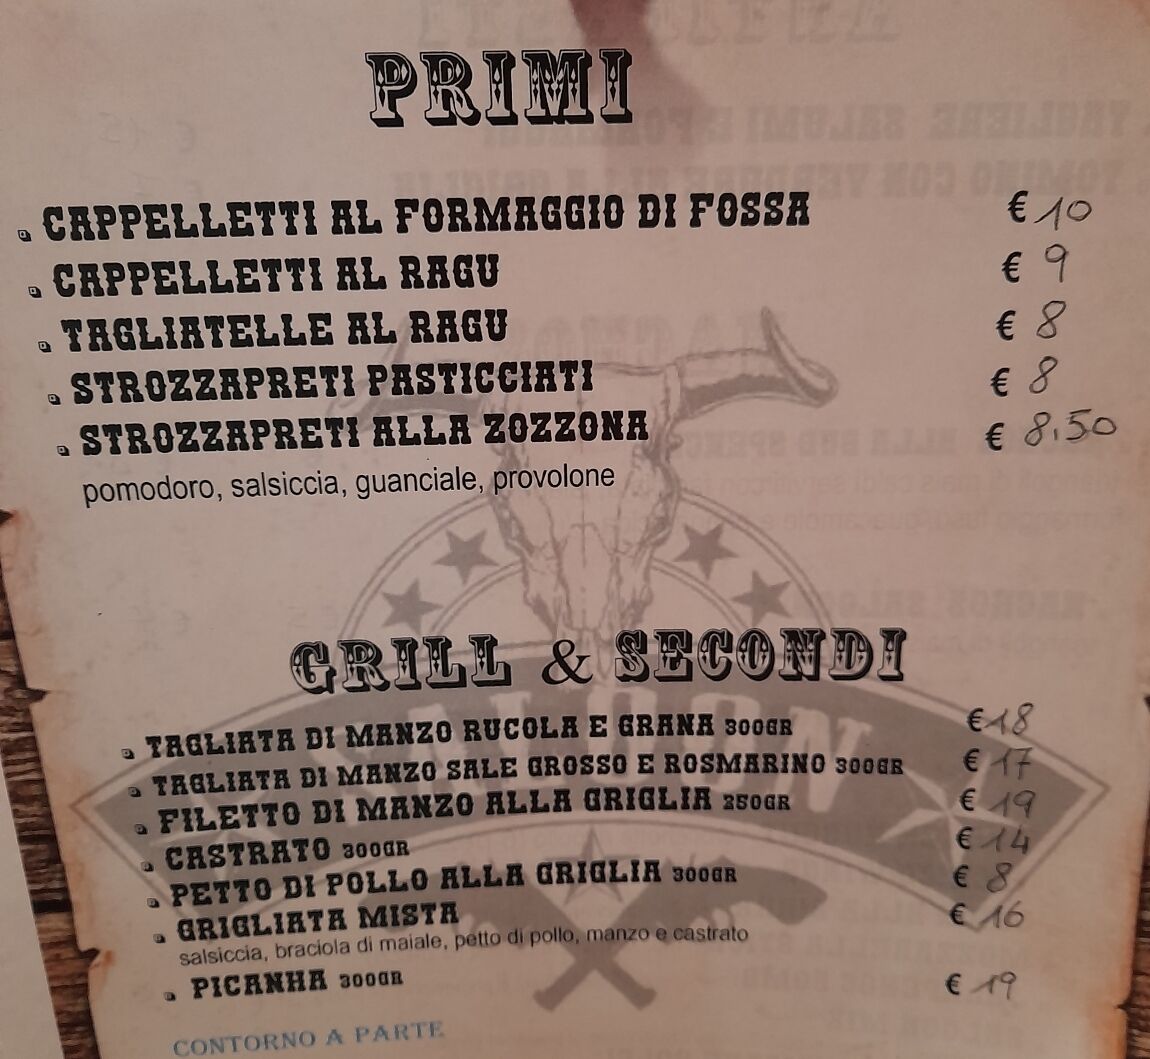 PRIMI
CAPPELLETTI AL FORMAGGIO DI FOSSA € 10
CAPPELLETTI AL RAGU € 9
TAGLIATELLE AL RAGU € 8
STROZZAPRETI PASTICCIATI € 8
STROZZAPRETI ALLA ZOZZONA € 8,50
pomodoro, salsiccia, guanciale, provolone
GRILL & SECONDI
TAGLIATA DI MANZO RUCOLA E GRANA 300GR € 18
TAGLIATA DI MANZO SALE GROSSO E ROSMARINO 300GR € 17
FILETTO DI MANZO ALLA GRIGLIA 250GR € 19
CASTRATO 300GR € 14
PETTO DI POLLO ALLA GRIGLIA 300GR € 8
GRIGLIATA MISTA € 16
salsiccia, braciola di maiale, petto di pollo, manzo e castrato
PICANHA 300GR € 19
CONTORNO A PARTE